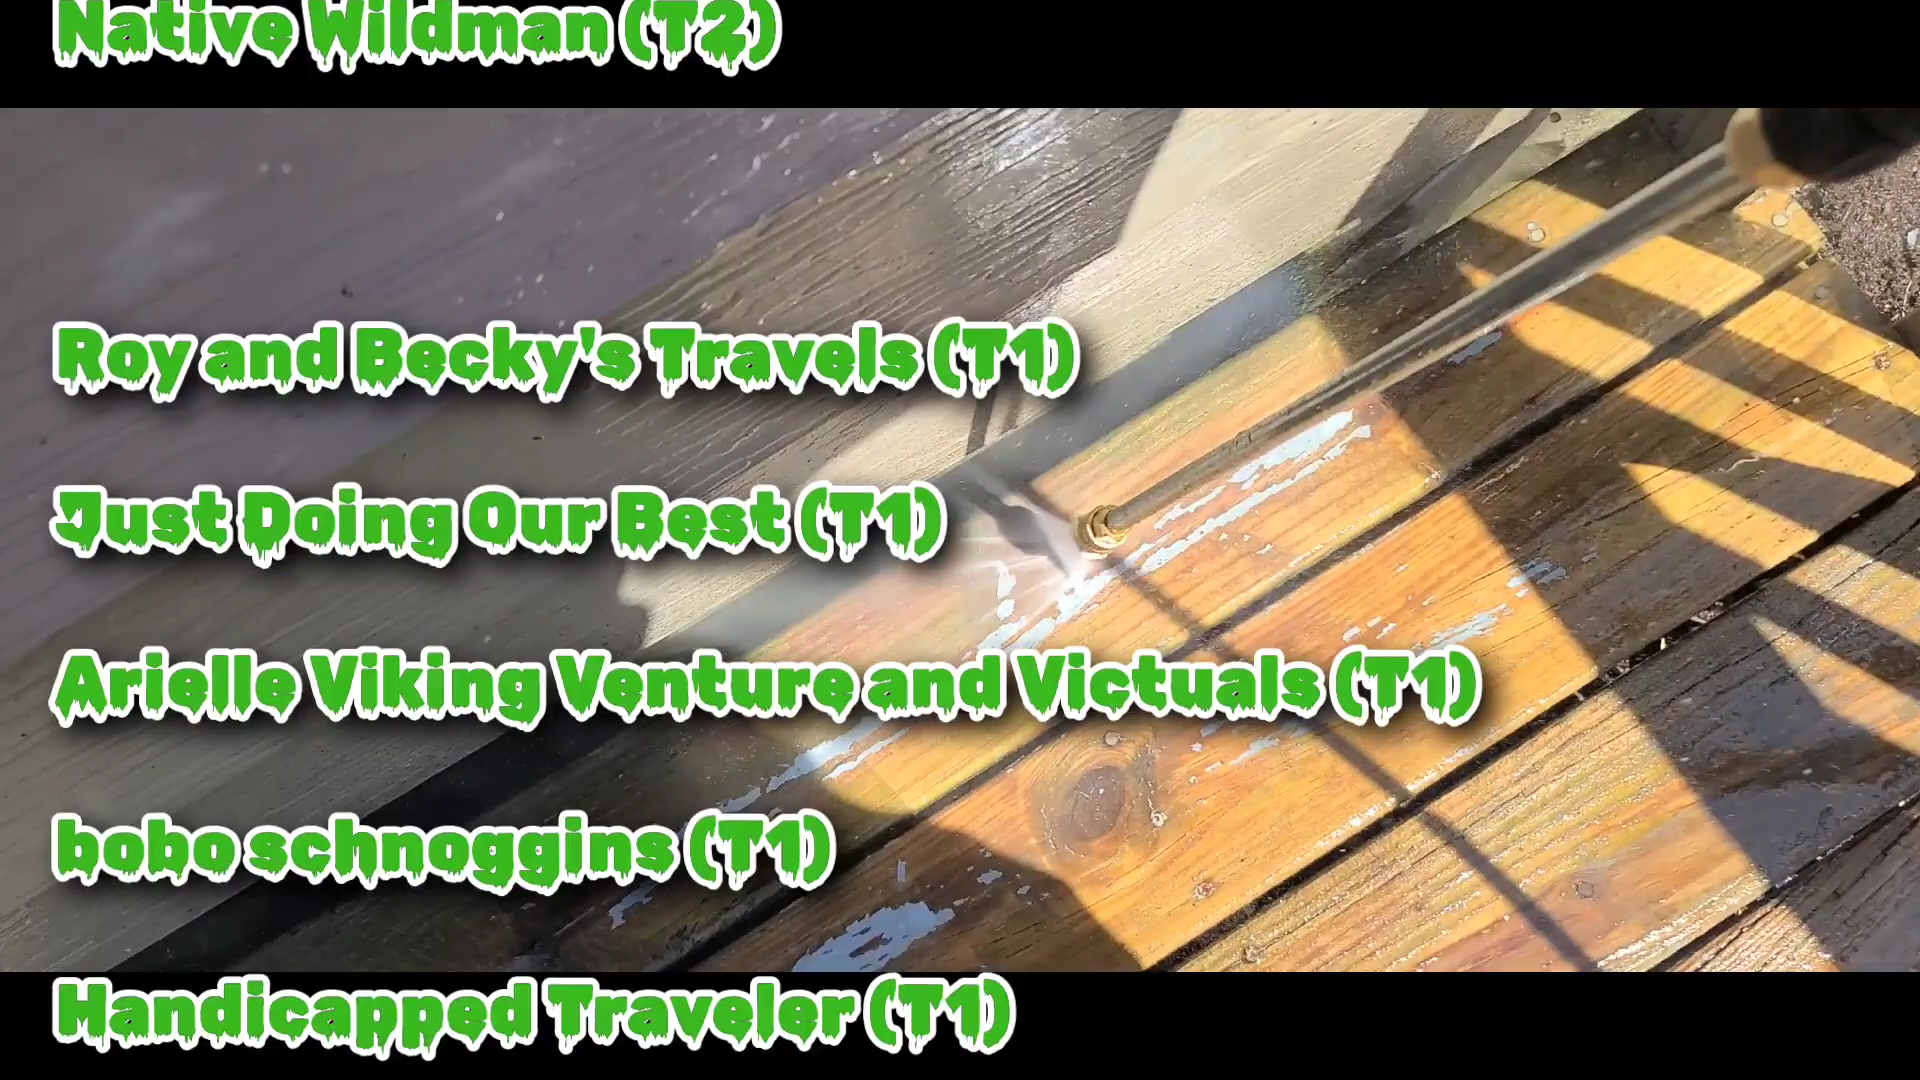 Native Wildman (T2)
Roy and Becky's Travels (T1)
Just Doing Our Best (T1)
Arielle Viking Venture and Victuals (T1)
bobo schnoggins (T1)
Handicapped Traveler (T1)